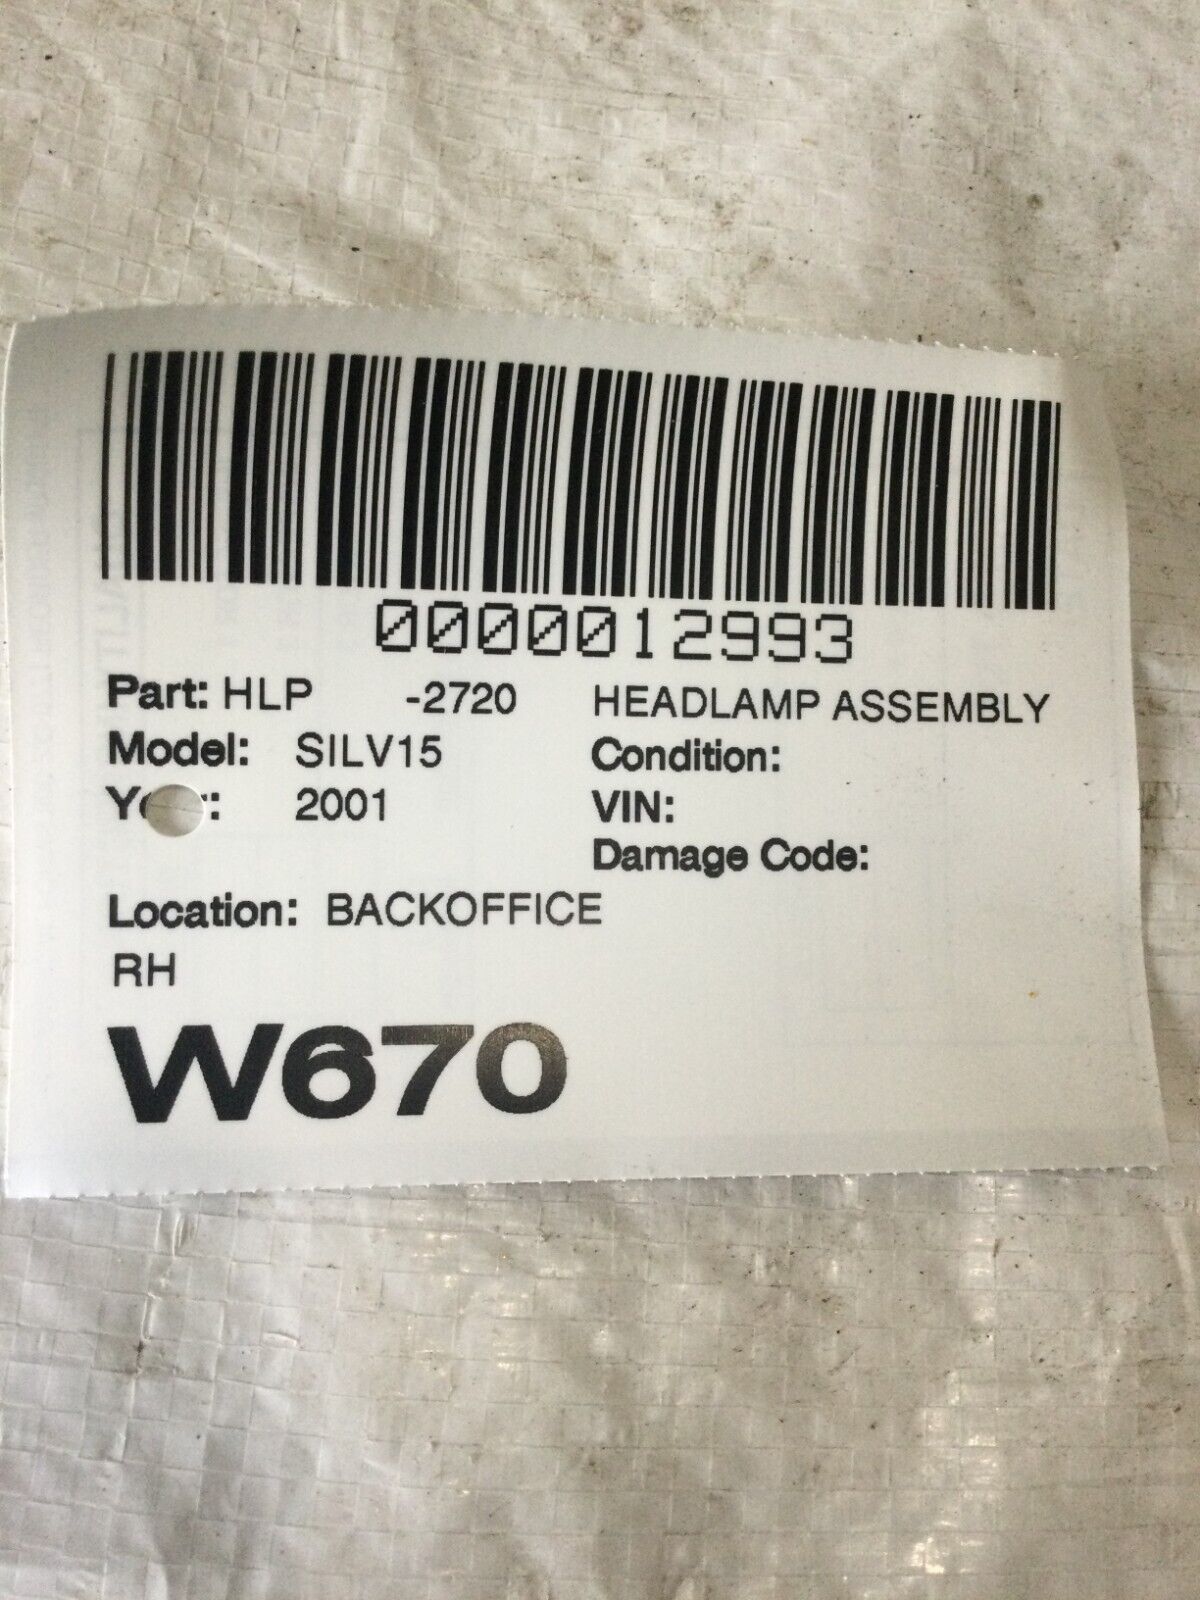 0000012993
Part: HLP -2720 HEADLAMP ASSEMBLY
Model: SILV15 Condition:
2001 VIN:
Damage Code:
Location: BACKOFFICE
RH
W670